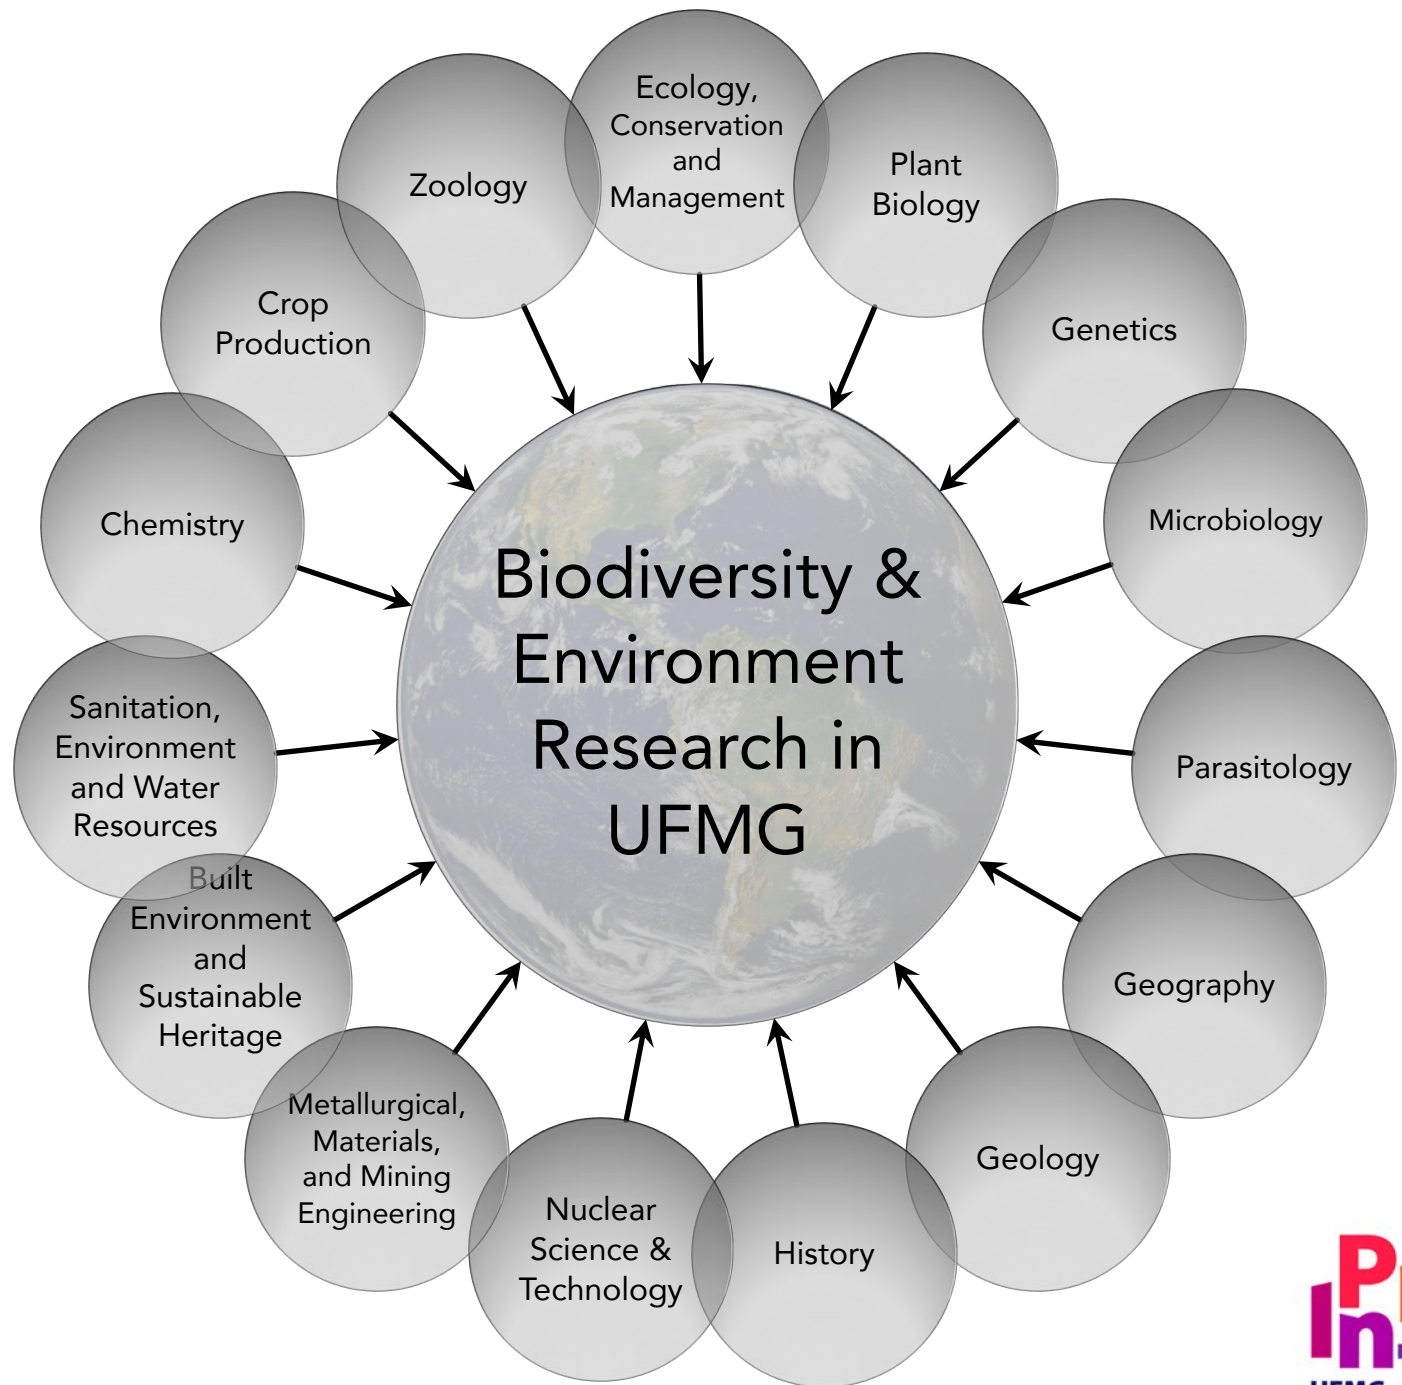 Ecology,
Conservation
and
Management
Plant
Biology
Genetics
Microbiology
Parasitology
Geography
Geology
History
Nuclear
Science &
Technology
Metallurgical,
Materials,
and Mining
Engineering
Built
Environment
and
Sustainable
Heritage
Sanitation,
Environment
and Water
Resources
Chemistry
Crop
Production
Zoology
Biodiversity &
Environment
Research in
UFMG
P
In